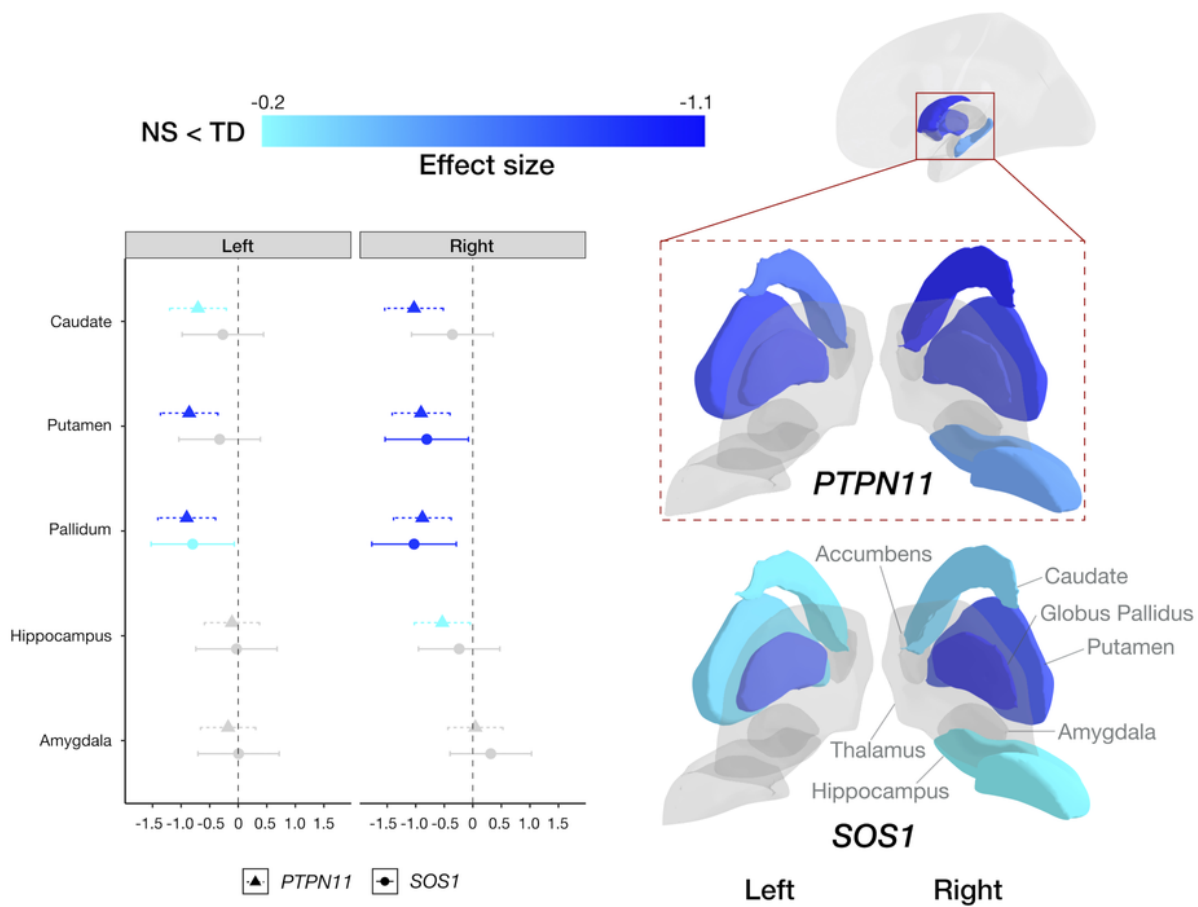 -0.2 -1.1
NS < TD
Effect size
Left Right
Caudate
Putamen
Pallidum
Hippocampus
Amygdala
-1.5 -1.0 -0.5 0 0.5 1.0 1.5 -1.5 -1.0 -0.5 0 0.5 1.0 1.5
PTPN11 SOS1
PTPN11
Accumbens
Caudate
Globus Pallidus
Putamen
Amygdala
Thalamus
Hippocampus
SOS1
Left Right